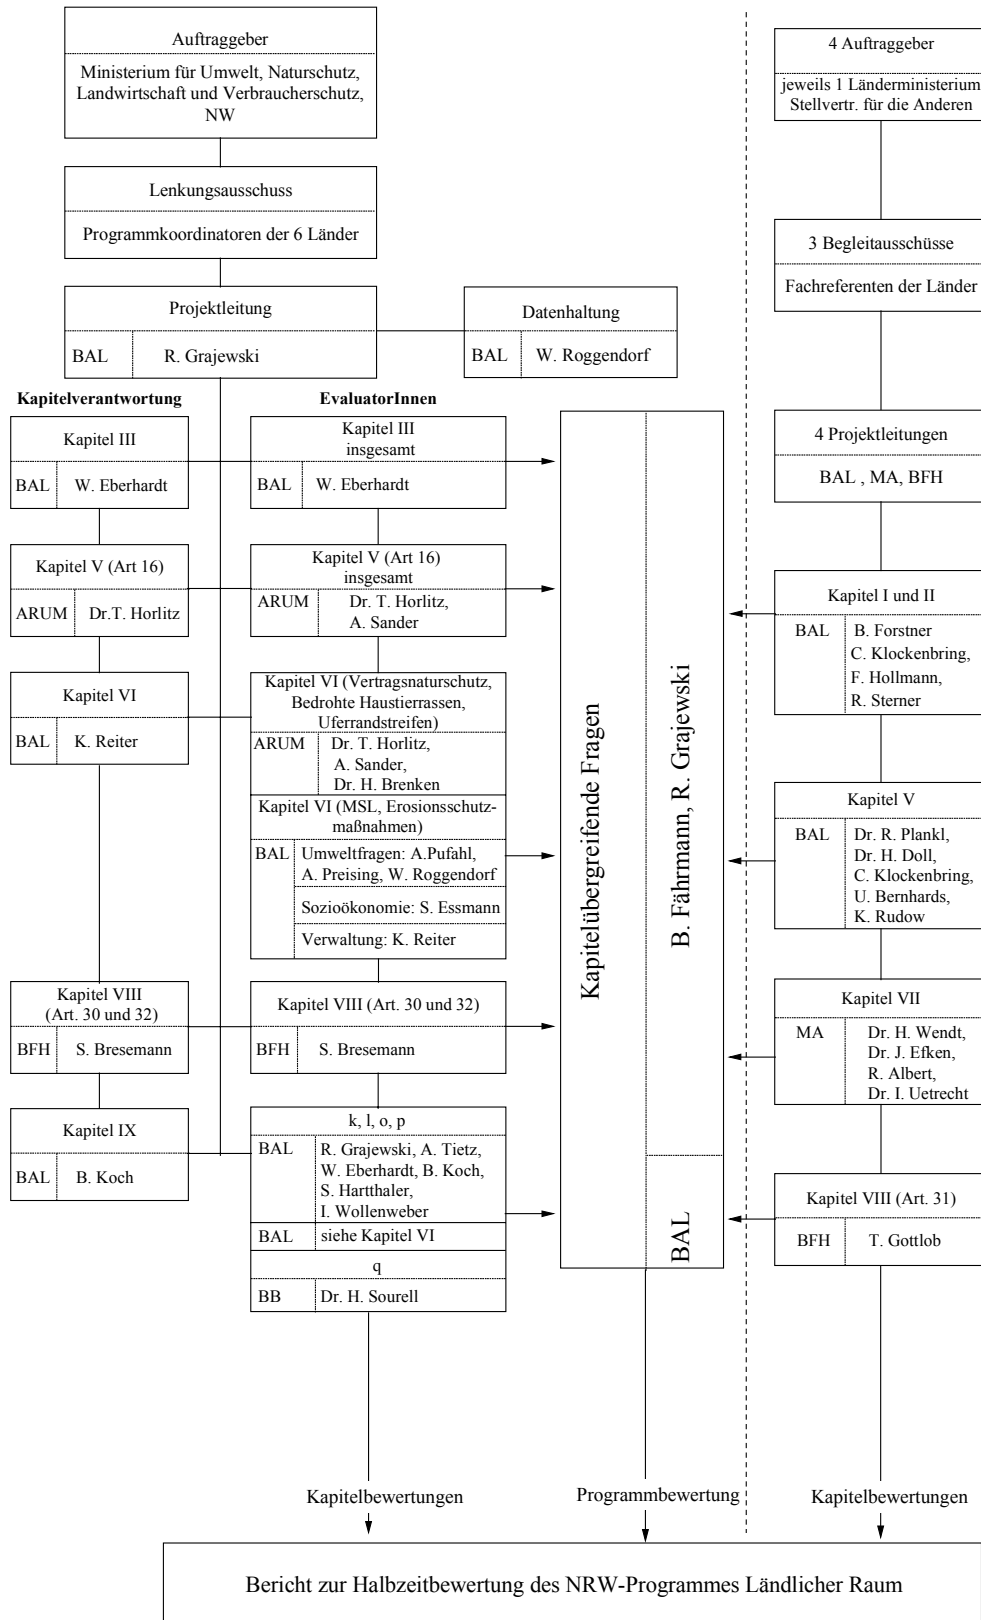 Auftraggeber
Ministerium für Umwelt, Naturschutz,
Landwirtschaft und Verbraucherschutz,
NW
Lenkungsausschuss
Programmkoordinatoren der 6 Länder
Projektleitung
BAL R. Grajewski
Datenhaltung
BAL W. Roggendorf
Kapitelverantwortung
Kapitel III
BAL W. Eberhardt
Kapitel V (Art 16)
ARUM Dr.T. Horlitz
Kapitel VI
BAL K. Reiter
Kapitel VIII
(Art. 30 und 32)
BFH S. Bresemann
Kapitel IX
BAL B. Koch
EvaluatorInnen
Kapitel III
insgesamt
BAL W. Eberhardt
Kapitel V (Art 16)
insgesamt
ARUM Dr. T. Horlitz,
A. Sander
Kapitel VI (Vertragsnaturschutz,
Bedrohte Haustierrassen,
Uferrandstreifen)
ARUM Dr. T. Horlitz,
A. Sander,
Dr. H. Brenken
Kapitel VI (MSL, Erosionsschutz-
maßnahmen)
BAL Umweltfragen: A.Pufahl,
A. Preising, W. Roggendorf
Sozioökonomie: S. Essmann
Verwaltung: K. Reiter
Kapitel VIII (Art. 30 und 32)
BFH S. Bresemann
k, l, o, p
BAL R. Grajewski, A. Tietz,
W. Eberhardt, B. Koch,
S. Hartthaler,
I. Wollenweber
BAL siehe Kapitel VI
q
BB Dr. H. Sourell
Kapitelübergreifende Fragen
BAL B. Fährmann, R. Grajewski
4 Auftraggeber
jeweils 1 Länderministerium
Stellvertr. für die Anderen
3 Begleitausschüsse
Fachreferenten der Länder
4 Projektleitungen
BAL , MA, BFH
Kapitel I und II
BAL B. Forstner
C. Klockenbring,
F. Hollmann,
R. Sterner
Kapitel V
BAL Dr. R. Plankl,
Dr. H. Doll,
C. Klockenbring,
U. Bernhards,
K. Rudow
Kapitel VII
MA Dr. H. Wendt,
Dr. J. Efken,
R. Albert,
Dr. I. Uetrecht
Kapitel VIII (Art. 31)
BFH T. Gottlob
Kapitelbewertungen
Programmbewertung
Kapitelbewertungen
Bericht zur Halbzeitbewertung des NRW-Programmes Ländlicher Raum